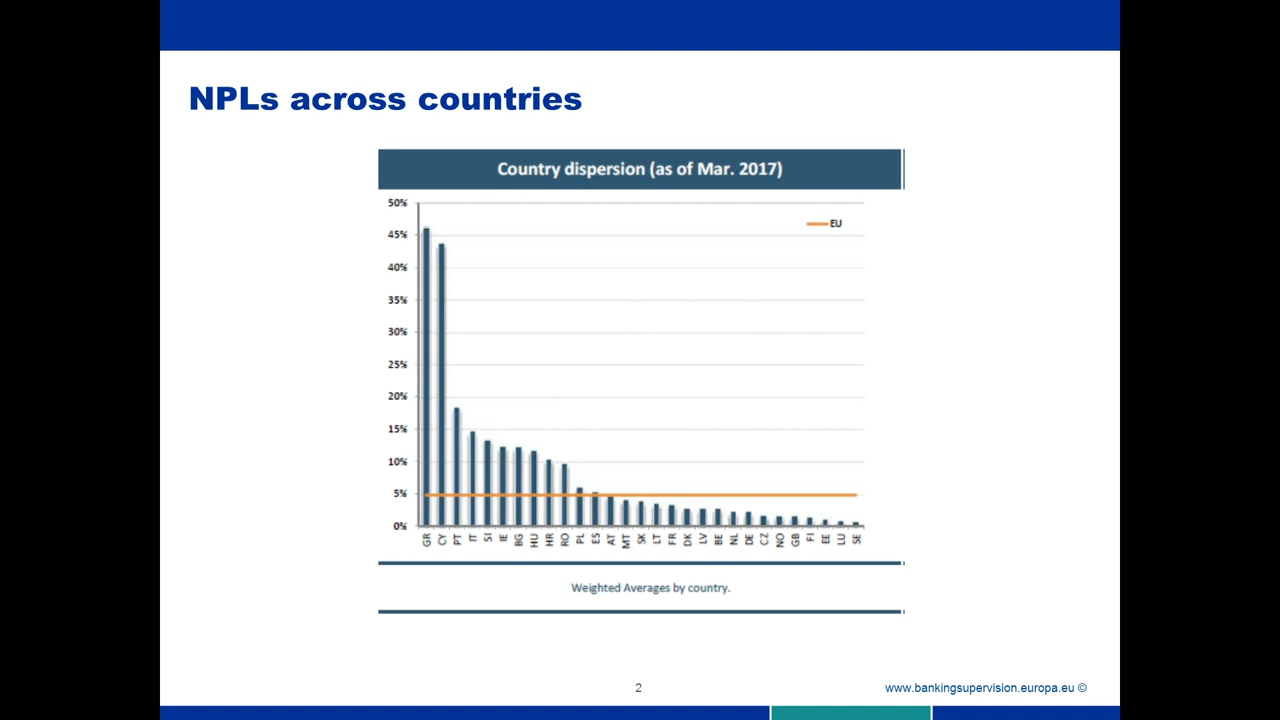 NPLs across countries
Country dispersion (as of Mar. 2017)
50%
45%
40%
35%
30%
25%
20%
15%
10%
5%
0%
EU
GR CY PT IT SI IE BG HU HR RO PL ES AT MT SK LT FR DK LV BE NL DE CZ NO GB FI EE LU SE
Weighted Averages by country.
2
www.bankingsupervision.europa.eu ©